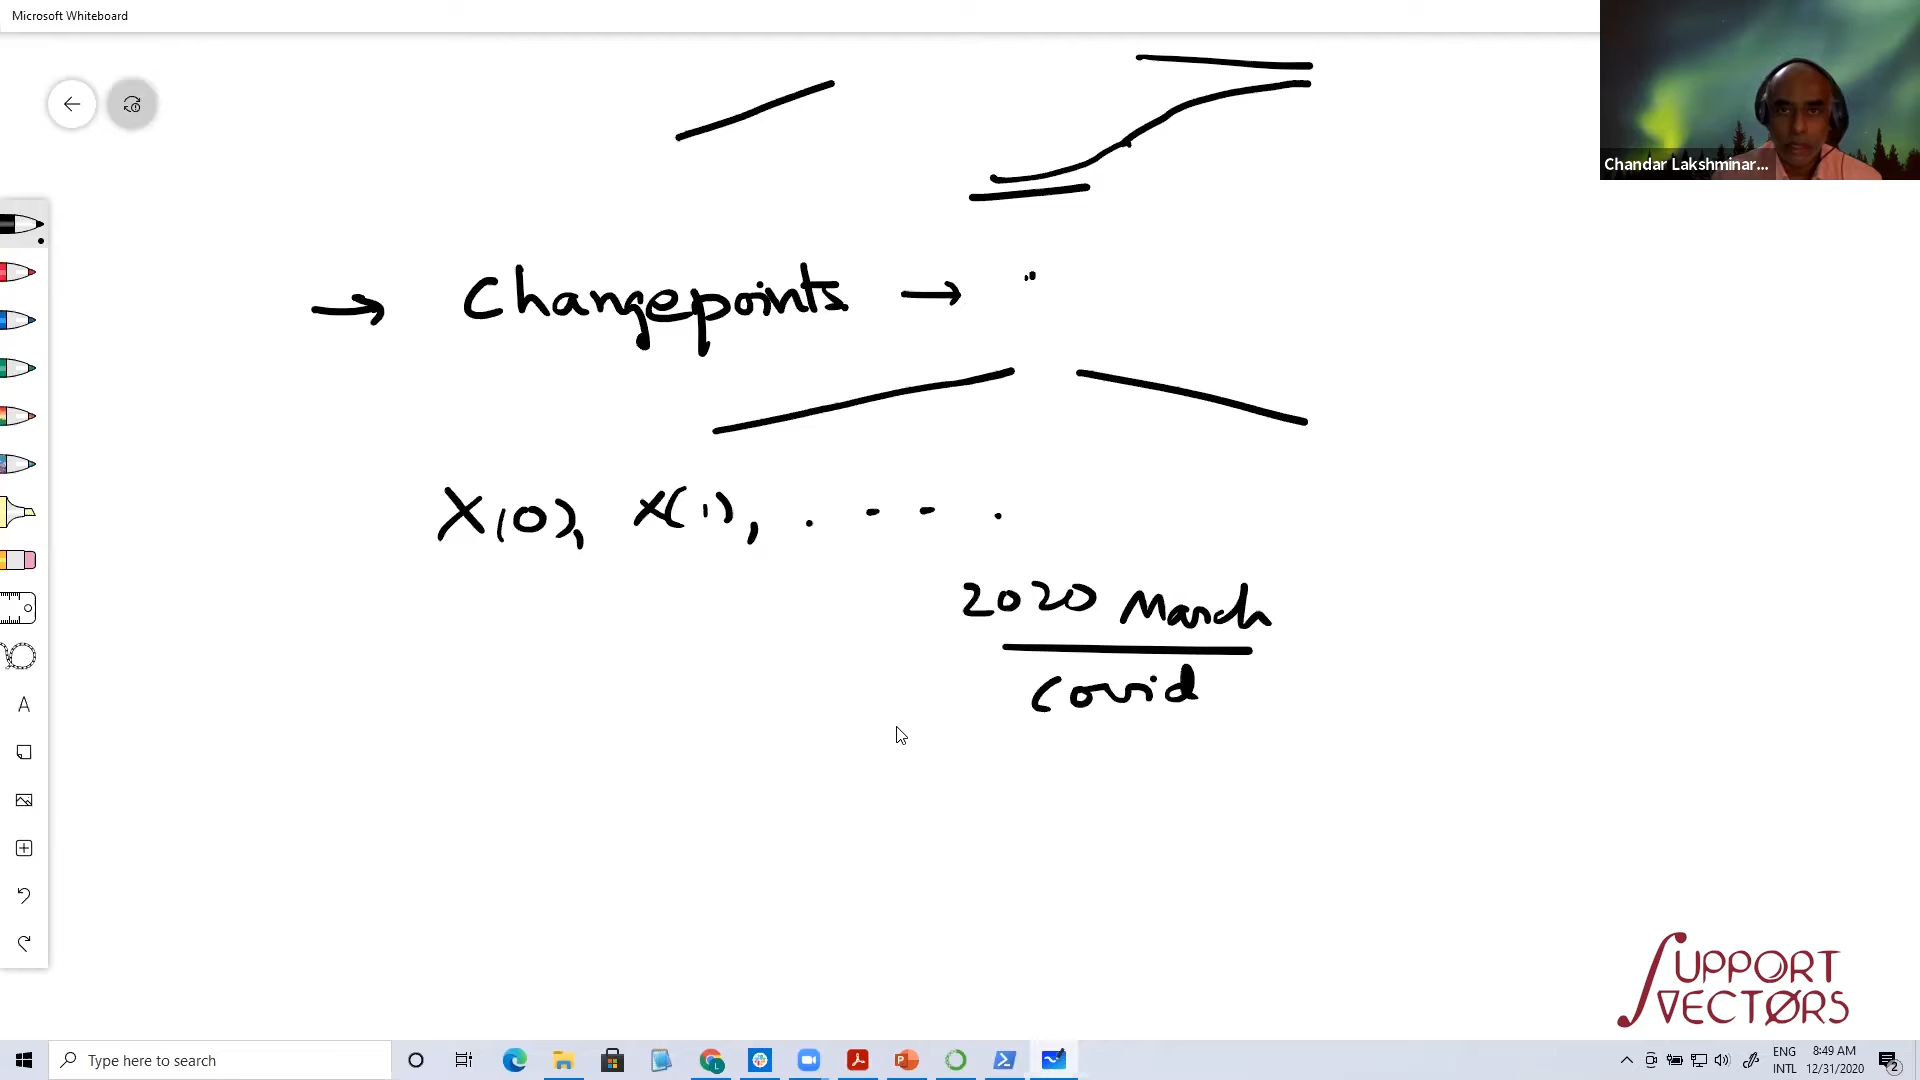 Microsoft Whiteboard
Chandar Lakshminar...
→ Changepoints →
X(0), X(1), . - - .
2020 March
Covid
A
SUPPORT
VECTORS
Type here to search
ENG
INTL
8:49 AM
12/31/2020
2